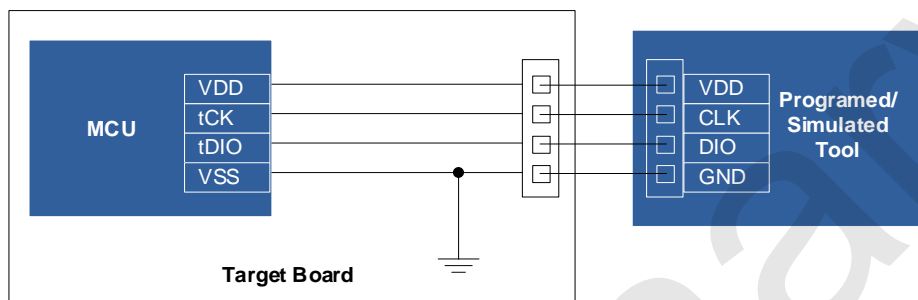 MCU
VDD
tCK
tDIO
VSS
VDD
CLK
DIO
GND
Programed/
Simulated
Tool
Target Board